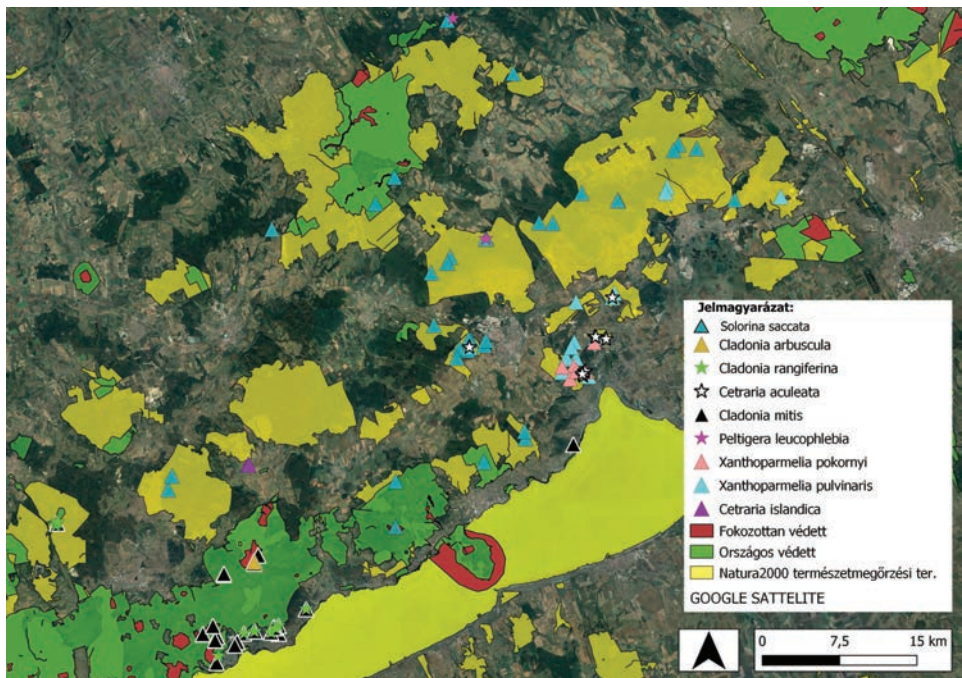 Jelmagyarázat:
Solorina saccata
Cladonia arbuscula
Cladonia rangiferina
Cetraria aculeata
Cladonia mitis
Peltigera leucophlebia
Xanthoparmelia pokornyi
Xanthoparmelia pulvinaris
Cetraria islandica
Fokozottan védett
Országos védett
Natura2000 természetmegőrzési ter.
GOOGLE SATTELITE
0 7,5 15 km